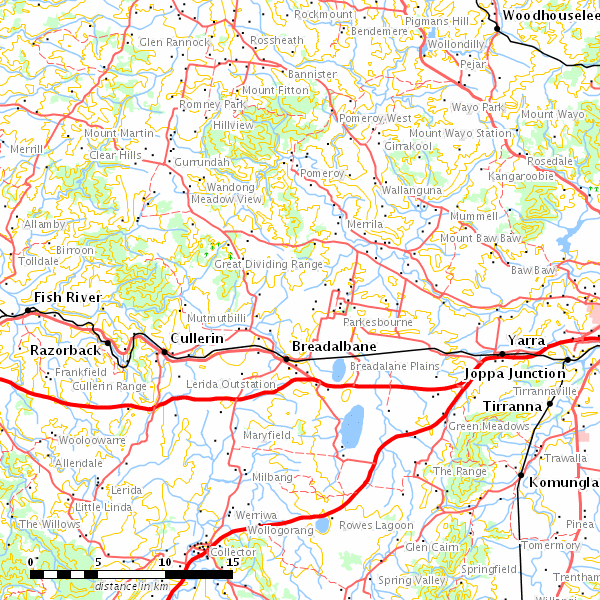 Rockmount
Woodhouselee
Pigmans Hill
Bendemere
Glen Rannock
Rossheath
Wollondilly
Pejar
Bannister
Mount Fitton
Romney Park
Wayo Park
Mount Wayo
Hillview
Pomeroy West
Mount Martin
Mount Wayo Station
Merrill
Girrakool
Clear Hills
Gurrundah
Rosedale
Pomeroy
Kangaroobie
Wandong
Wallanguna
Meadow View
Mummell
Allamby
Merrila
Mount Baw Baw
Birroon
Tolldale
Great Dividing Range
Baw Baw
Fish River
Mutmutbilli
Parkesbourne
Cullerin
Yarra
Razorback
Breadalbane
Frankfield
Breadalbane Plains
Joppa Junction
Cullerin Range
Lerida Outstation
Tirrannaville
Tirranna
Green Meadows
Wooloowarre
Maryfield
Allendale
Trawalla
The Range
Milbang
Komungla
Lerida
Little Linda
Werriwa
The Willows
Wollogorang
Rowes Lagoon
Pinea
Collector
Glen Cairn
Tomermory
0 5 10 15
Springfield
distance in km
Spring Valley
Trentham